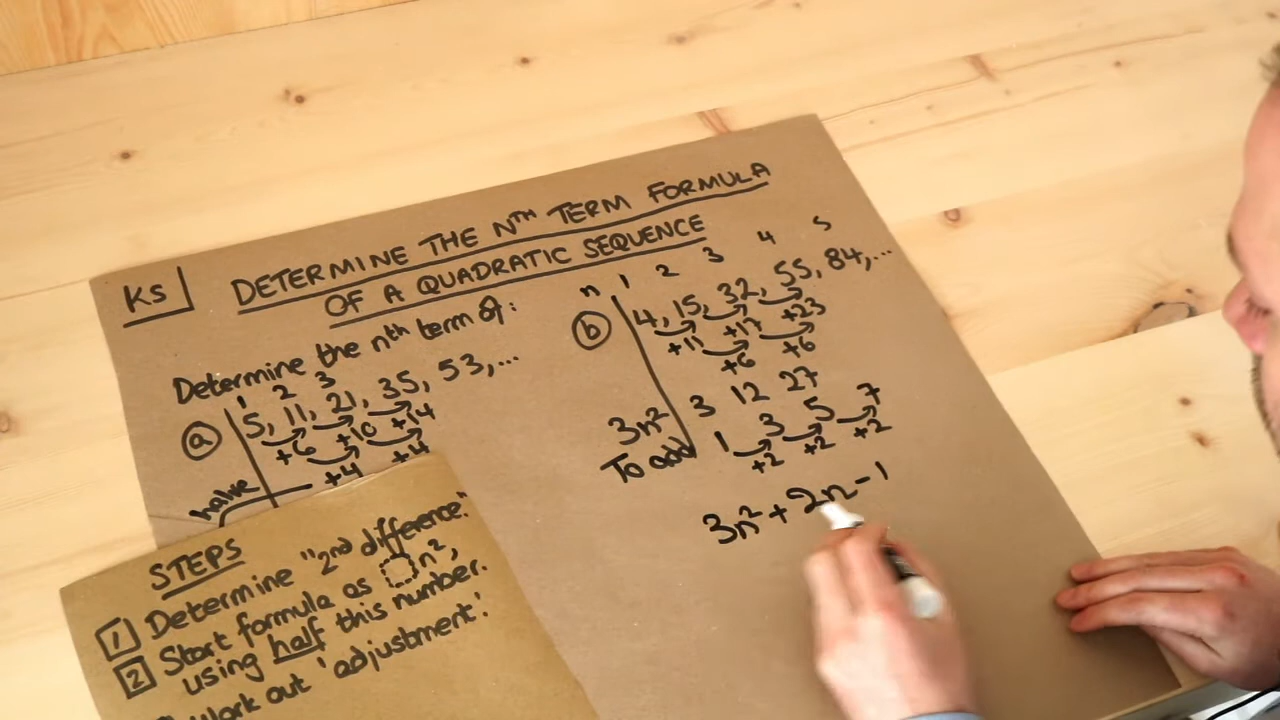 KS
DETERMINE THE NTH TERM FORMULA
OF A QUADRATIC SEQUENCE
Determine the nth term of:
1 2 3
ⓐ 5, 11, 21, 35, 53,...
+6 +10 +14
+4 +4
halve
n 1 2 3 4 5
ⓑ 4, 15, 32, 55, 84,...
+11 +17 +23
+6 +6
3n² 3 12 27
To add 1 3 5 7
+2 +2 +2
3n² + 2n - 1
STEPS
1 Determine "2nd difference."
2 Start formula as □n²,
using half this number.
Work out 'adjustment'.